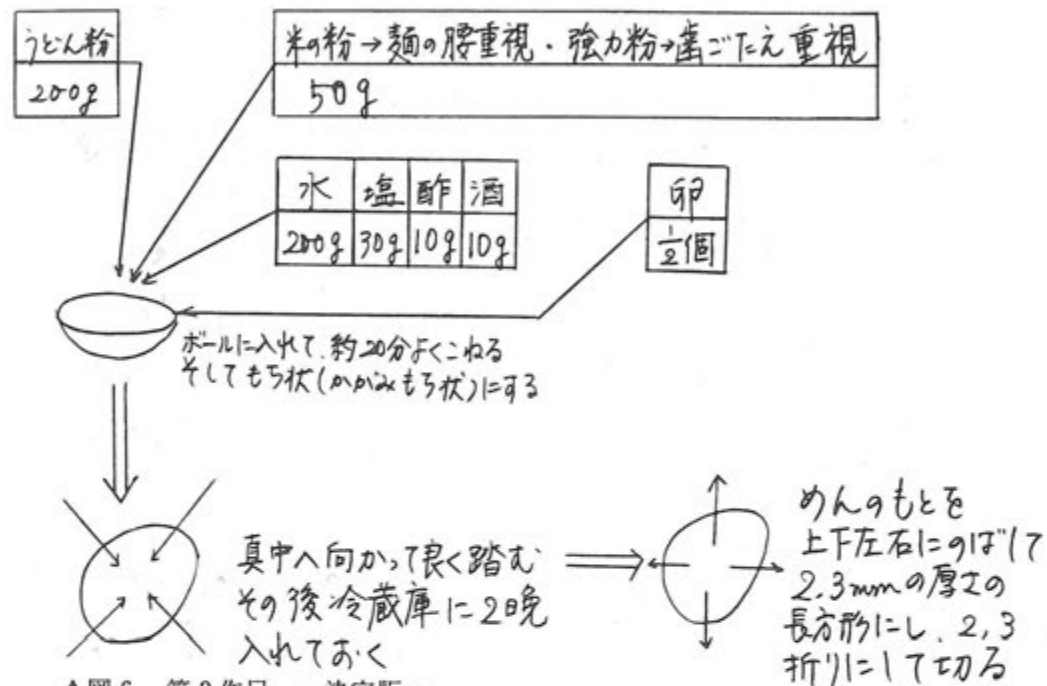 うどん粉
200g
米の粉→麺の腰重視・強力粉→歯ごたえ重視
50g
水 塩 酢 酒
200g 30g 10g 10g
卵
1/2個
ボールに入れて、約20分よくこねる
そしてもち状(かがみもち状)にする
真中へ向かって良く踏む
その後冷蔵庫に2晩
入れておく
めんのもとを
上下左右にのばして
2,3mmの厚さの
長方形にし、2,3
折りにして切る